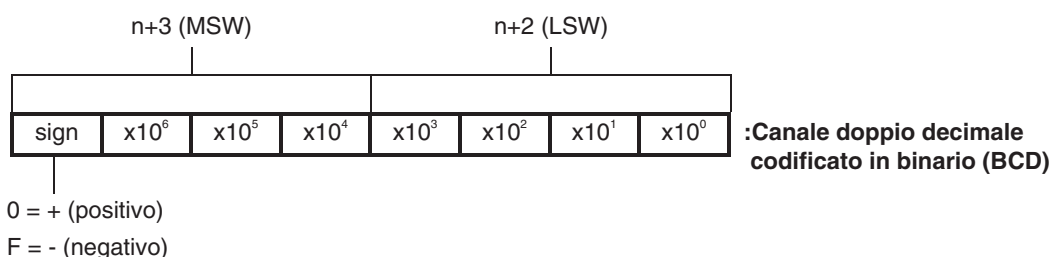 n+3 (MSW) n+2 (LSW)
sign x10⁶ x10⁵ x10⁴ x10³ x10² x10¹ x10⁰ :Canale doppio decimale
codificato in binario (BCD)
0 = + (positivo)
F = - (negativo)